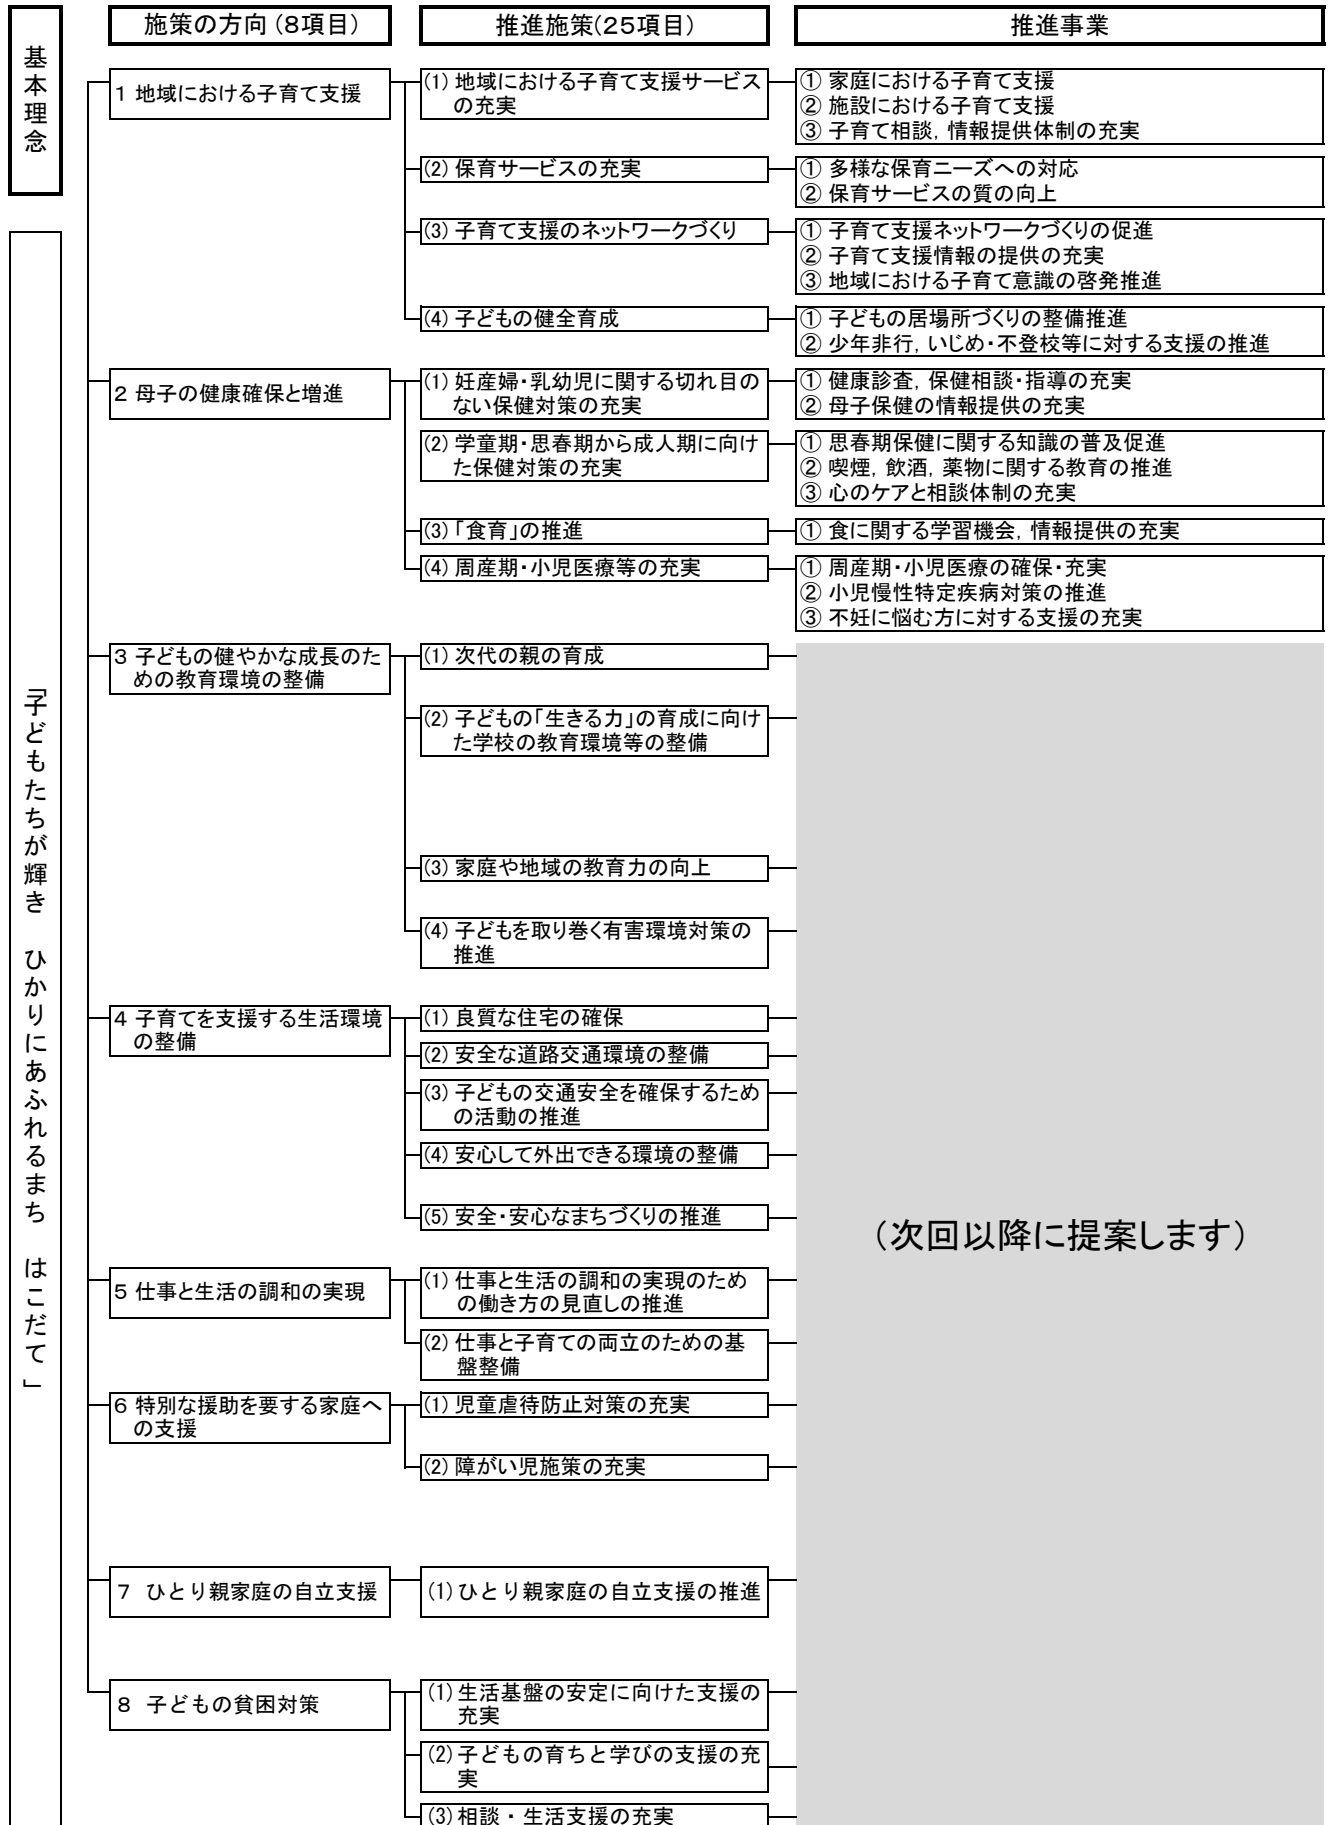 基本理念
施策の方向（8項目）
推進施策(25項目)
推進事業
「子どもたちが輝き　ひかりにあふれるまち　はこだて」
1 地域における子育て支援
(1) 地域における子育て支援サービス
の充実
① 家庭における子育て支援
② 施設における子育て支援
③ 子育て相談，情報提供体制の充実
(2) 保育サービスの充実
① 多様な保育ニーズへの対応
② 保育サービスの質の向上
(3) 子育て支援のネットワークづくり
① 子育て支援ネットワークづくりの促進
② 子育て支援情報の提供の充実
③ 地域における子育て意識の啓発推進
(4) 子どもの健全育成
① 子どもの居場所づくりの整備推進
② 少年非行，いじめ・不登校等に対する支援の推進
2 母子の健康確保と増進
(1) 妊産婦・乳幼児に関する切れ目の
ない保健対策の充実
① 健康診査，保健相談・指導の充実
② 母子保健の情報提供の充実
(2) 学童期・思春期から成人期に向け
た保健対策の充実
① 思春期保健に関する知識の普及促進
② 喫煙，飲酒，薬物に関する教育の推進
③ 心のケアと相談体制の充実
(3) 「食育」の推進
① 食に関する学習機会，情報提供の充実
(4) 周産期・小児医療等の充実
① 周産期・小児医療の確保・充実
② 小児慢性特定疾病対策の推進
③ 不妊に悩む方に対する支援の充実
3 子どもの健やかな成長のた
めの教育環境の整備
(1) 次代の親の育成
(2) 子どもの「生きる力」の育成に向け
た学校の教育環境等の整備
(3) 家庭や地域の教育力の向上
(4) 子どもを取り巻く有害環境対策の
推進
4 子育てを支援する生活環境
の整備
(1) 良質な住宅の確保
(2) 安全な道路交通環境の整備
(3) 子どもの交通安全を確保するため
の活動の推進
(4) 安心して外出できる環境の整備
(5) 安全・安心なまちづくりの推進
（次回以降に提案します）
5 仕事と生活の調和の実現
(1) 仕事と生活の調和の実現のため
の働き方の見直しの推進
(2) 仕事と子育ての両立のための基
盤整備
6 特別な援助を要する家庭へ
の支援
(1) 児童虐待防止対策の充実
(2) 障がい児施策の充実
7 ひとり親家庭の自立支援
(1) ひとり親家庭の自立支援の推進
8 子どもの貧困対策
(1) 生活基盤の安定に向けた支援の
充実
(2) 子どもの育ちと学びの支援の充
実
(3) 相談・生活支援の充実